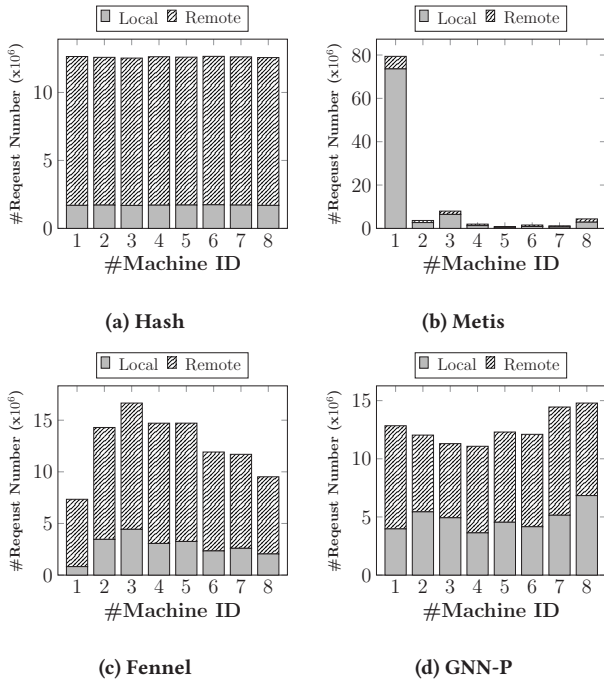 Local Remote
#Reqeust Number (x10⁶)
10
5
0
1 2 3 4 5 6 7 8
#Machine ID
(a) Hash
Local Remote
#Reqeust Number (x10⁶)
80
60
40
20
0
1 2 3 4 5 6 7 8
#Machine ID
(b) Metis
Local Remote
#Reqeust Number (x10⁶)
15
10
5
0
1 2 3 4 5 6 7 8
#Machine ID
(c) Fennel
Local Remote
#Reqeust Number (x10⁶)
15
10
5
0
1 2 3 4 5 6 7 8
#Machine ID
(d) GNN-P